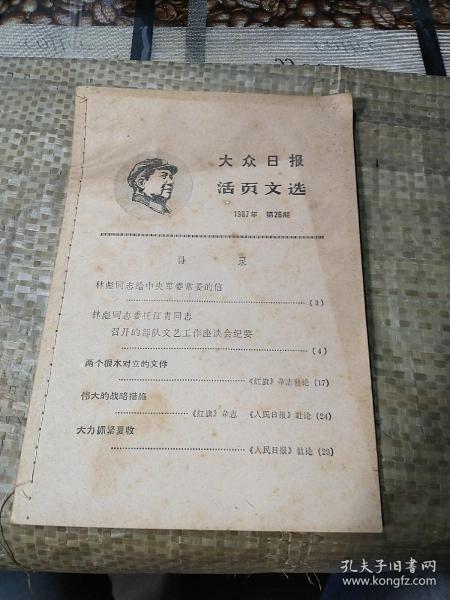 大众日报
活页文选
1967年 第26期
目 录
林彪同志给中央军委常委的信
(3)
林彪同志委托江青同志
召开的部队文艺工作座谈会纪要
(4)
两个根本对立的文件
《红旗》杂志社论 (17)
伟大的战略措施
《红旗》杂志 《人民日报》社论 (24)
大力抓紧夏收
《人民日报》社论 (29)
孔夫子旧书网
www.kongfz.com